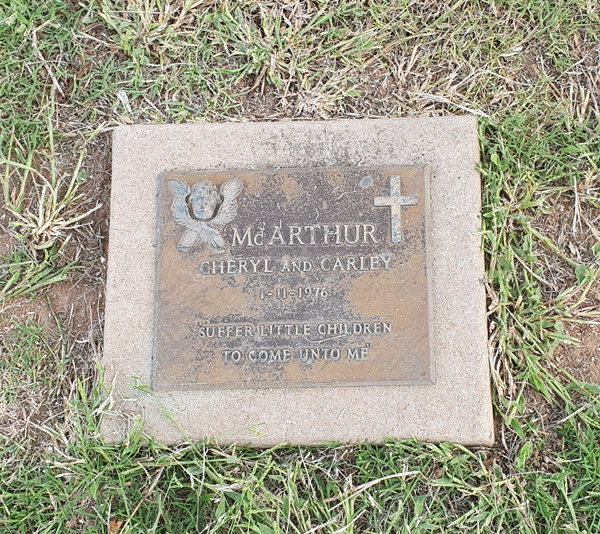 McARTHUR
CHERYL AND CARLEY
1-11-1976
"SUFFER LITTLE CHILDREN
TO COME UNTO ME"